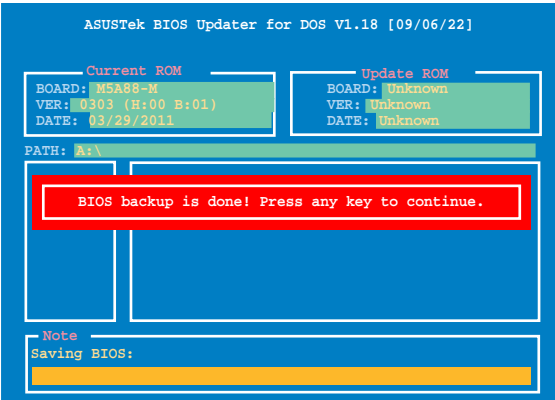 ASUSTek BIOS Updater for DOS V1.18 [09/06/22]
Current ROM
BOARD: M5A88-M
VER: 0303 (H:00 B:01)
DATE: 03/29/2011
Update ROM
BOARD: Unknown
VER: Unknown
DATE: Unknown
PATH: A:\
BIOS backup is done! Press any key to continue.
Note
Saving BIOS: